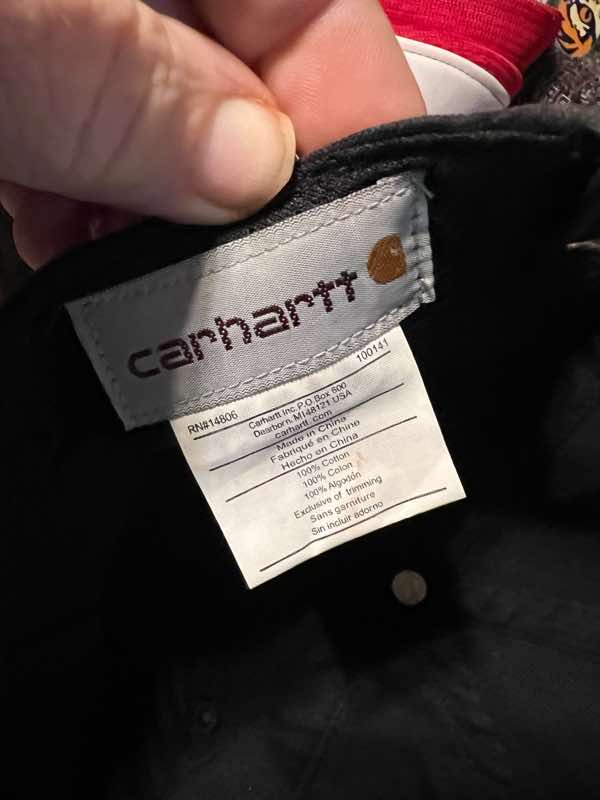 carhartt
RN#14806
100141
Carhartt Inc. P.O. Box 600
Dearborn, MI 48121 USA
carhartt.com
Made in China
Fabriqué en Chine
Hecho en China
100% Cotton
100% Coton
100% Algodón
Exclusive of trimming
Sans garniture
Sin incluir adorno